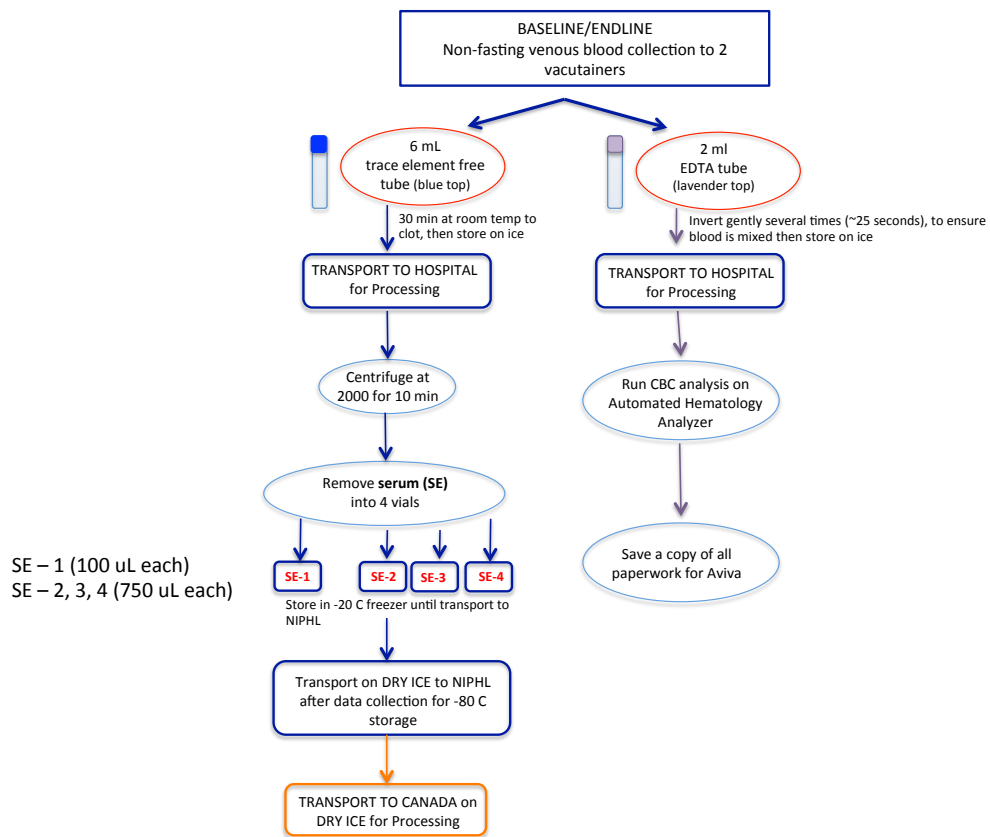 BASELINE/ENDLINE
Non-fasting venous blood collection to 2
vacutainers
6 mL
trace element free
tube (blue top)
2 ml
EDTA tube
(lavender top)
30 min at room temp to
clot, then store on ice
Invert gently several times (~25 seconds), to ensure
blood is mixed then store on ice
TRANSPORT TO HOSPITAL
for Processing
TRANSPORT TO HOSPITAL
for Processing
Centrifuge at
2000 for 10 min
Run CBC analysis on
Automated Hematology
Analyzer
Remove serum (SE)
into 4 vials
Save a copy of all
paperwork for Aviva
SE – 1 (100 uL each)
SE – 2, 3, 4 (750 uL each)
SE-1
SE-2
SE-3
SE-4
Store in -20 C freezer until transport to
NIPHL
Transport on DRY ICE to NIPHL
after data collection for -80 C
storage
TRANSPORT TO CANADA on
DRY ICE for Processing